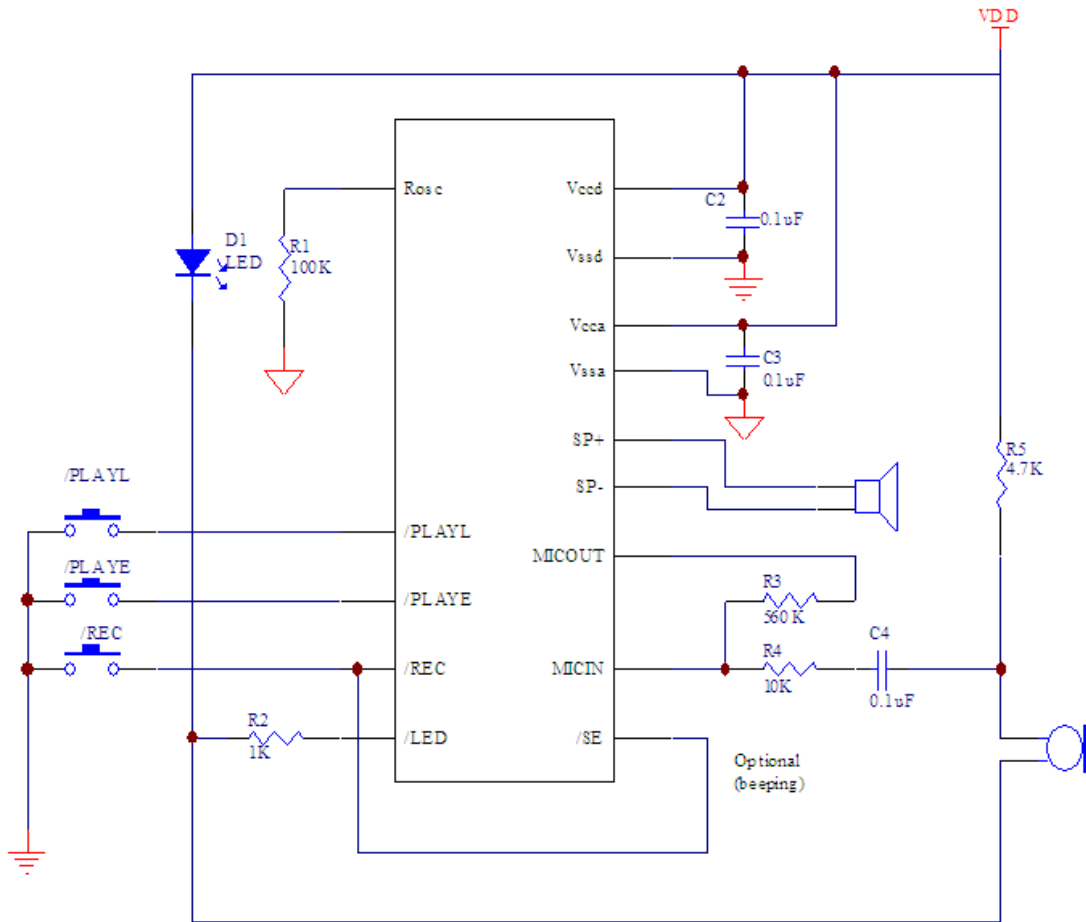 VDD
Rosc
Vccd
C2
0.1uF
D1
LED
R1
100K
Vssd
Vcca
C3
0.1uF
Vssa
SP+
R5
4.7K
SP-
/PLAYL
/PLAYL
MICOUT
/PLAYE
/PLAYE
R3
560K
/REC
/REC
MICIN
R4
10K
C4
0.1uF
R2
1K
/LED
/SE
Optional
(beeping)